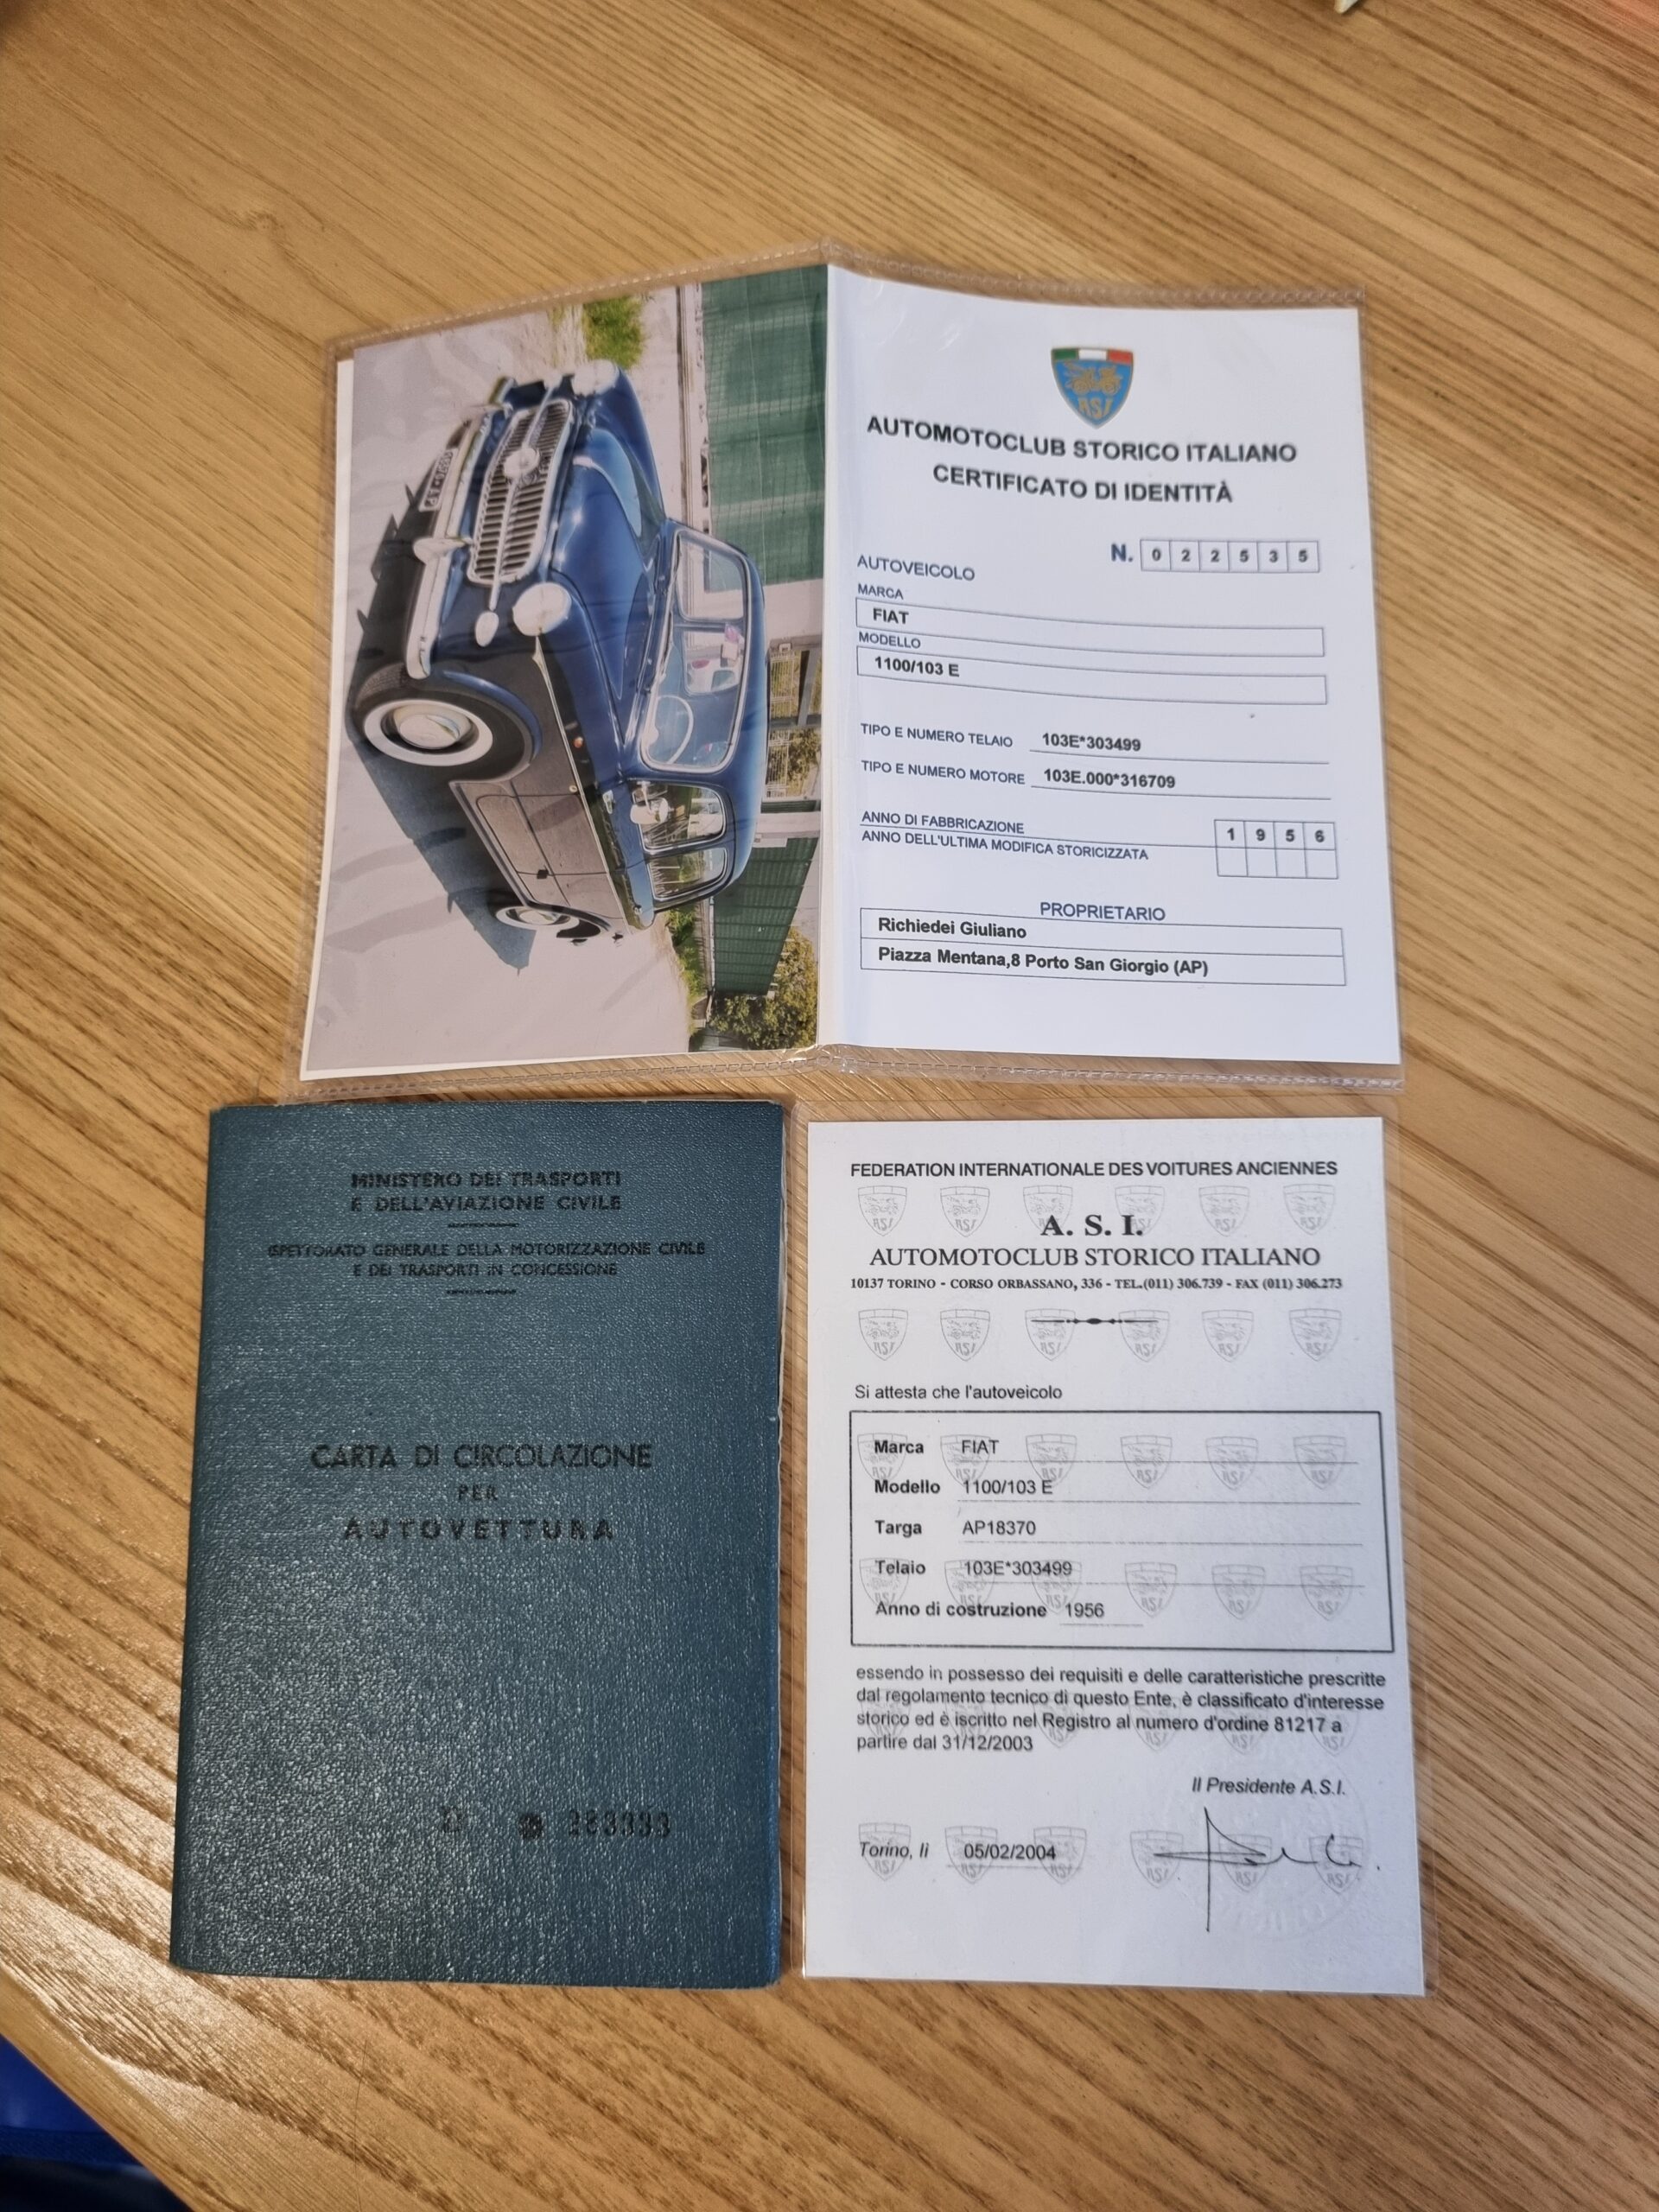 ASI
AUTOMOTOCLUB STORICO ITALIANO
CERTIFICATO DI IDENTITÀ
N. 0 2 2 5 3 5
AUTOVEICOLO
MARCA
FIAT
MODELLO
1100/103 E
TIPO E NUMERO TELAIO 103E*303499
TIPO E NUMERO MOTORE 103E.000*316709
ANNO DI FABBRICAZIONE 1 9 5 6
ANNO DELL'ULTIMA MODIFICA STORICIZZATA
PROPRIETARIO
Richiedei Giuliano
Piazza Mentana,8 Porto San Giorgio (AP)
MINISTERO DEI TRASPORTI
E DELL'AVIAZIONE CIVILE
ISPETTORATO GENERALE DELLA MOTORIZZAZIONE CIVILE
E DEI TRASPORTI IN CONCESSIONE
CARTA DI CIRCOLAZIONE
PER
AUTOVETTURA
FEDERATION INTERNATIONALE DES VOITURES ANCIENNES
A. S. I.
AUTOMOTOCLUB STORICO ITALIANO
10137 TORINO - CORSO ORBASSANO, 336 - TEL.(011) 306.739 - FAX (011) 306.273
Si attesta che l'autoveicolo
Marca FIAT
Modello 1100/103 E
Targa AP18370
Telaio 103E*303499
Anno di costruzione 1956
essendo in possesso dei requisiti e delle caratteristiche prescritte
dal regolamento tecnico di questo Ente, è classificato d'interesse
storico ed è iscritto nel Registro al numero d'ordine 81217 a
partire dal 31/12/2003
Il Presidente A.S.I.
Torino, lì 05/02/2004